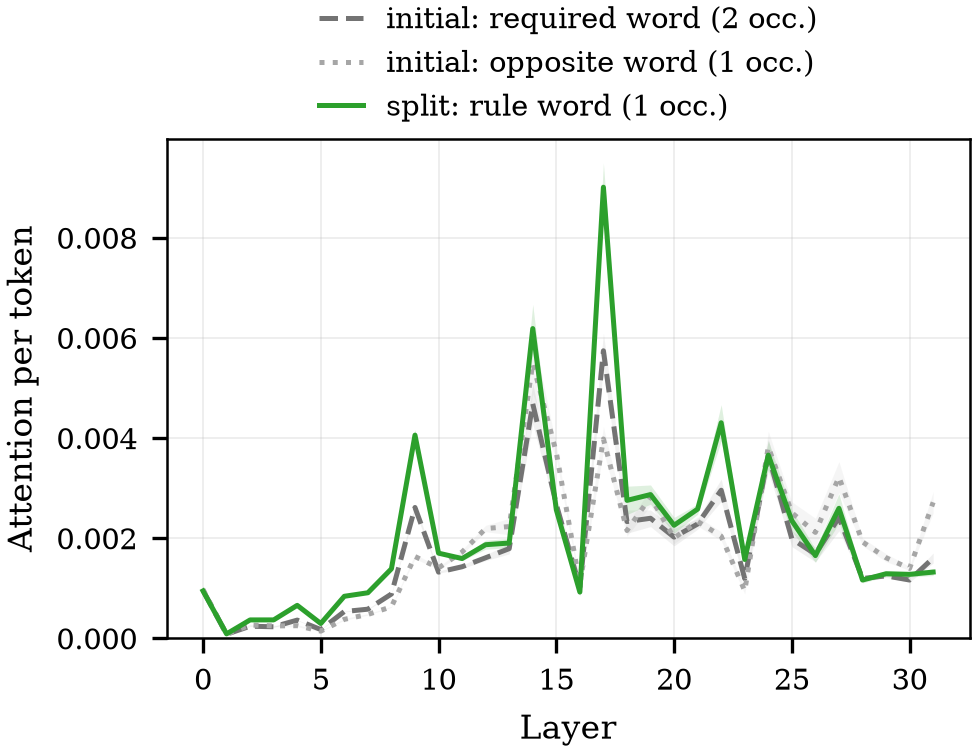 initial: required word (2 occ.)
initial: opposite word (1 occ.)
split: rule word (1 occ.)
Attention per token
0.008
0.006
0.004
0.002
0.000
0 5 10 15 20 25 30
Layer